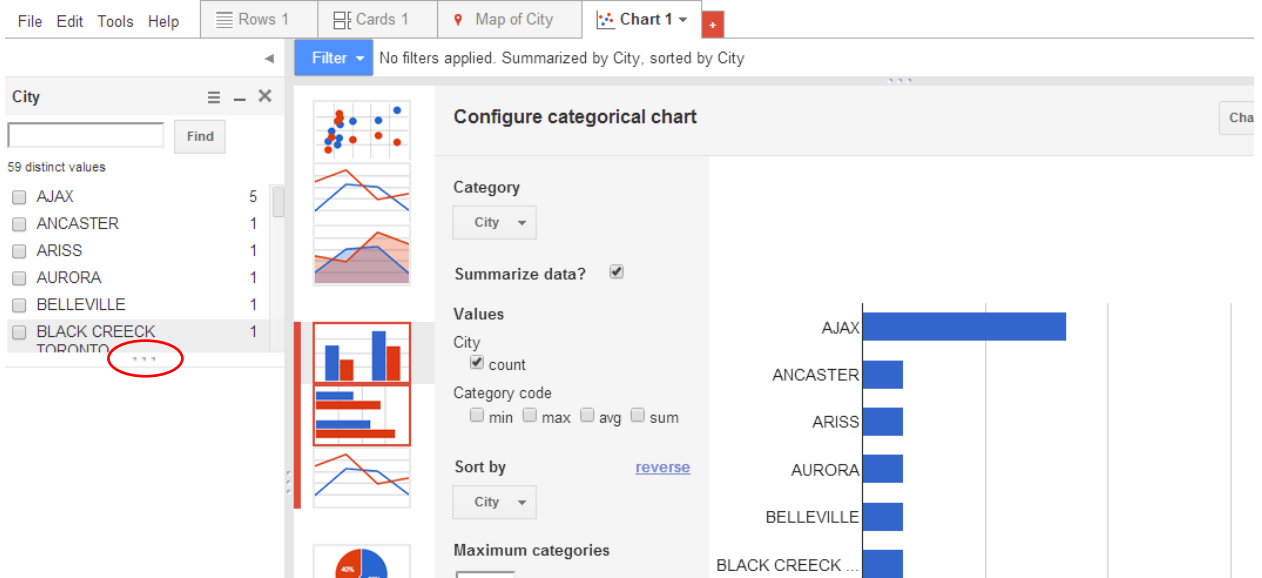 File Edit Tools Help
Rows 1
Cards 1
Map of City
Chart 1
+
Filter
No filters applied. Summarized by City, sorted by City
City
Find
59 distinct values
AJAX 5
ANCASTER 1
ARISS 1
AURORA 1
BELLEVILLE 1
BLACK CREECK 1
TORONTO
40%
Configure categorical chart
Cha
Category
City
Summarize data?
Values
City
count
Category code
min max avg sum
Sort by reverse
City
Maximum categories
AJAX
ANCASTER
ARISS
AURORA
BELLEVILLE
BLACK CREECK ...